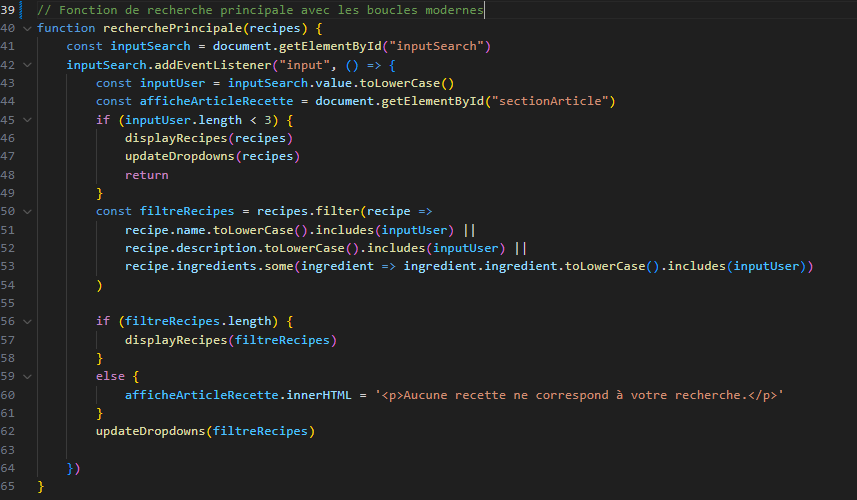 39 // Fonction de recherche principale avec les boucles modernes
40 function recherchePrincipale(recipes) {
41     const inputSearch = document.getElementById("inputSearch")
42     inputSearch.addEventListener("input", () => {
43         const inputUser = inputSearch.value.toLowerCase()
44         const afficheArticleRecette = document.getElementById("sectionArticle")
45         if (inputUser.length < 3) {
46             displayRecipes(recipes)
47             updateDropdowns(recipes)
48             return
49         }
50         const filtreRecipes = recipes.filter(recipe =>
51             recipe.name.toLowerCase().includes(inputUser) ||
52             recipe.description.toLowerCase().includes(inputUser) ||
53             recipe.ingredients.some(ingredient => ingredient.ingredient.toLowerCase().includes(inputUser))
54         )
55
56         if (filtreRecipes.length) {
57             displayRecipes(filtreRecipes)
58         }
59         else {
60             afficheArticleRecette.innerHTML = '<p>Aucune recette ne correspond à votre recherche.</p>'
61         }
62         updateDropdowns(filtreRecipes)
63
64     })
65 }